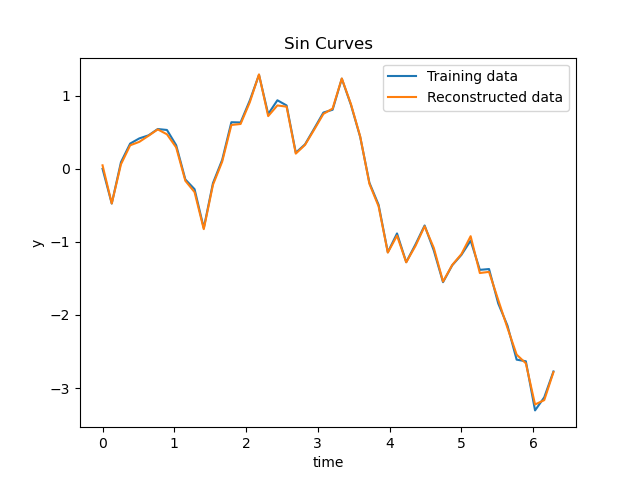 Sin Curves
Training data
Reconstructed data
1
0
−1
−2
−3
y
0 1 2 3 4 5 6
time